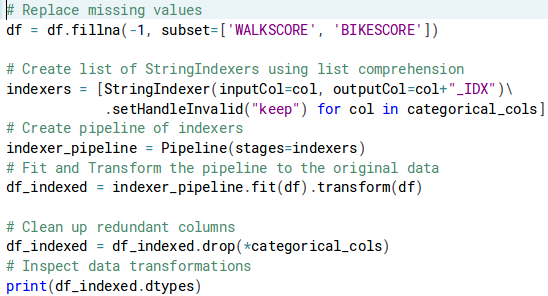 # Replace missing values
df = df.fillna(-1, subset=['WALKSCORE', 'BIKESCORE'])

# Create list of StringIndexers using list comprehension
indexers = [StringIndexer(inputCol=col, outputCol=col+"_IDX")\
            .setHandleInvalid("keep") for col in categorical_cols]
# Create pipeline of indexers
indexer_pipeline = Pipeline(stages=indexers)
# Fit and Transform the pipeline to the original data
df_indexed = indexer_pipeline.fit(df).transform(df)

# Clean up redundant columns
df_indexed = df_indexed.drop(*categorical_cols)
# Inspect data transformations
print(df_indexed.dtypes)